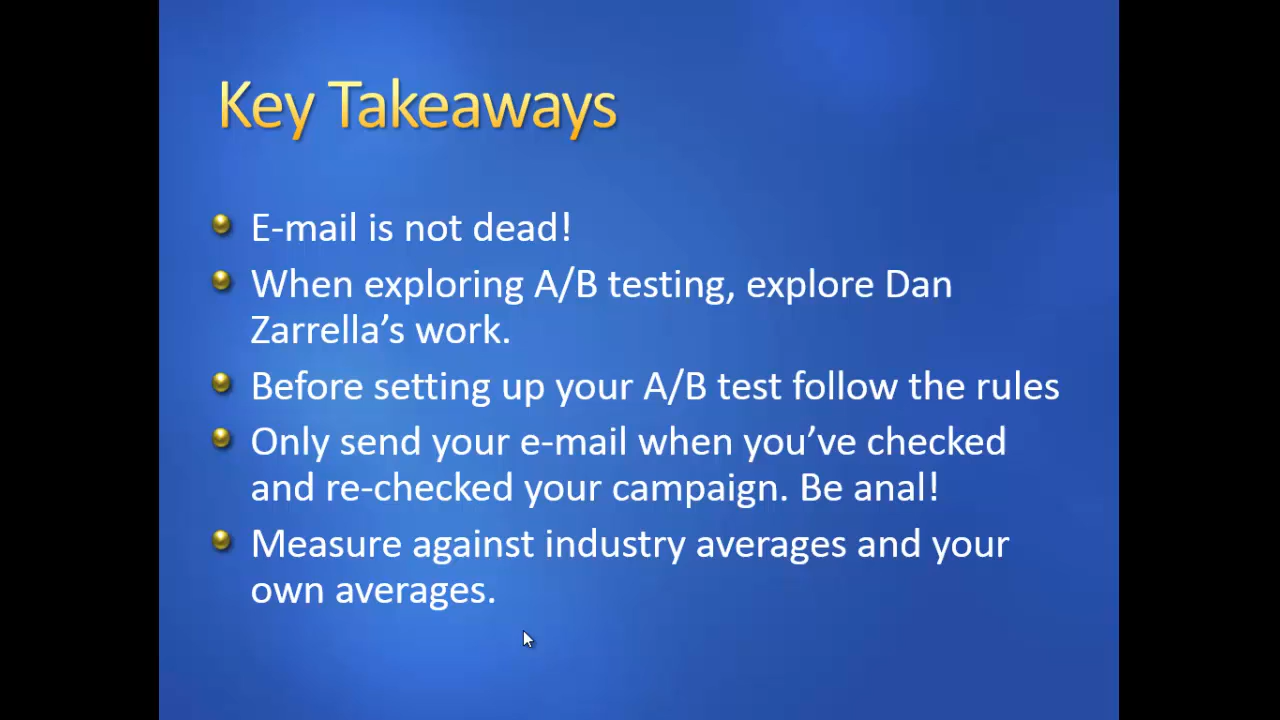 Key Takeaways
E-mail is not dead!
When exploring A/B testing, explore Dan
Zarrella’s work.
Before setting up your A/B test follow the rules
Only send your e-mail when you’ve checked
and re-checked your campaign. Be anal!
Measure against industry averages and your
own averages.